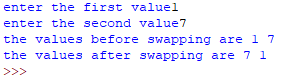 enter the first value1
enter the second value7
the values before swapping are 1 7
the values after swapping are 7 1
>>>